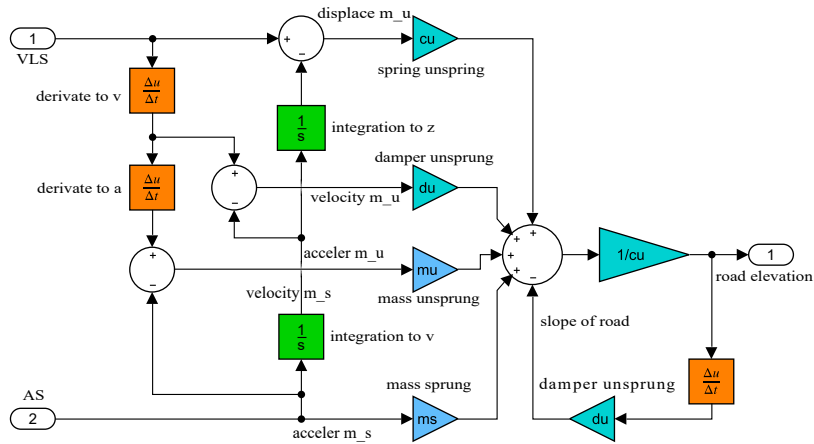 displace m_u
1
VLS
+
−
cu
spring unspring
derivate to v
Δu
Δt
1
s
integration to z
damper unsprung
derivate to a
Δu
Δt
+
−
du
velocity m_u
+
−
acceler m_u
mu
mass unsprung
velocity m_s
+
+
+
+
−
1/cu
1
road elevation
1
s
integration to v
slope of road
Δu
Δt
AS
2
mass sprung
ms
acceler m_s
damper unsprung
du